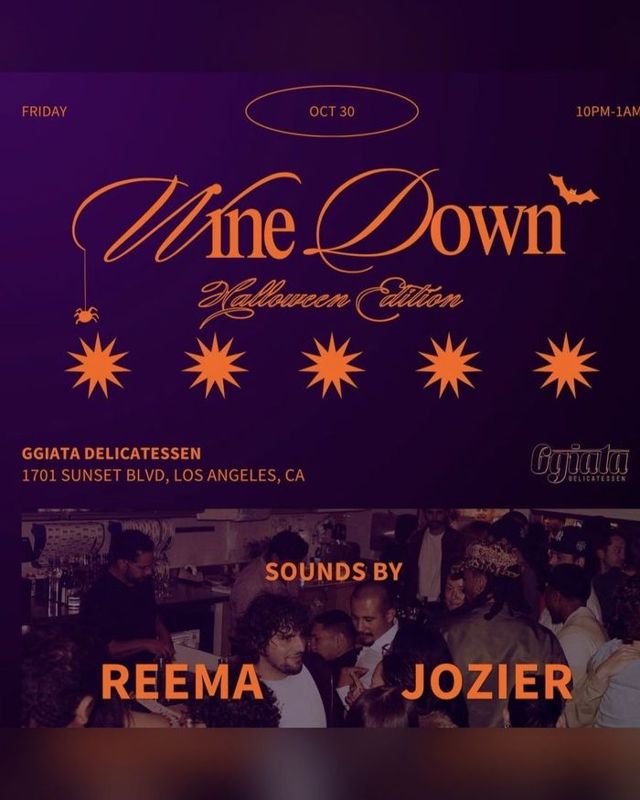 FRIDAY
OCT 30
10PM-1AM
Wine Down
Halloween Edition
GGIATA DELICATESSEN
1701 SUNSET BLVD, LOS ANGELES, CA
Ggiata
DELICATESSEN
SOUNDS BY
REEMA
JOZIER